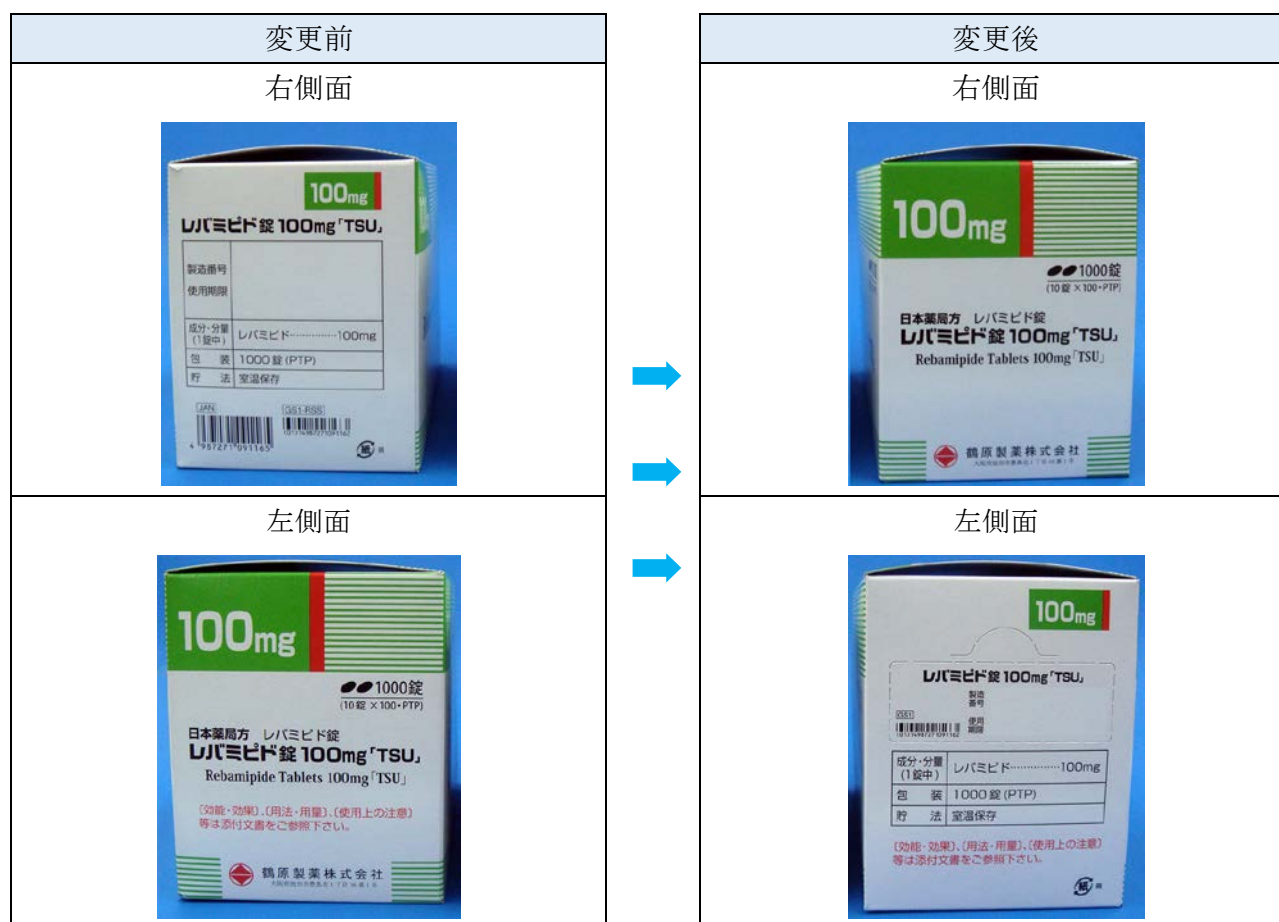 変更前
右側面
100mg
レバミピド錠100mg「TSU」
製造番号
使用期限
成分・分量
(1錠中)
レバミピド……………100mg
包 装 1000錠(PTP)
貯 法 室温保存
JAN
GS1-RSS
4 987271 091165
紙 箱
左側面
100mg
1000錠
(10錠×100・PTP)
日本薬局方 レバミピド錠
レバミピド錠100mg「TSU」
Rebamipide Tablets 100mg「TSU」
〔効能・効果〕、〔用法・用量〕、〔使用上の注意〕
等は添付文書をご参照下さい。
鶴原製薬株式会社
変更後
右側面
100mg
1000錠
(10錠×100・PTP)
日本薬局方 レバミピド錠
レバミピド錠100mg「TSU」
Rebamipide Tablets 100mg「TSU」
鶴原製薬株式会社
左側面
100mg
レバミピド錠100mg「TSU」
製造
番号
GS1
使用
期限
成分・分量
(1錠中)
レバミピド……………100mg
包 装 1000錠(PTP)
貯 法 室温保存
〔効能・効果〕、〔用法・用量〕、〔使用上の注意〕
等は添付文書をご参照下さい。
紙 箱